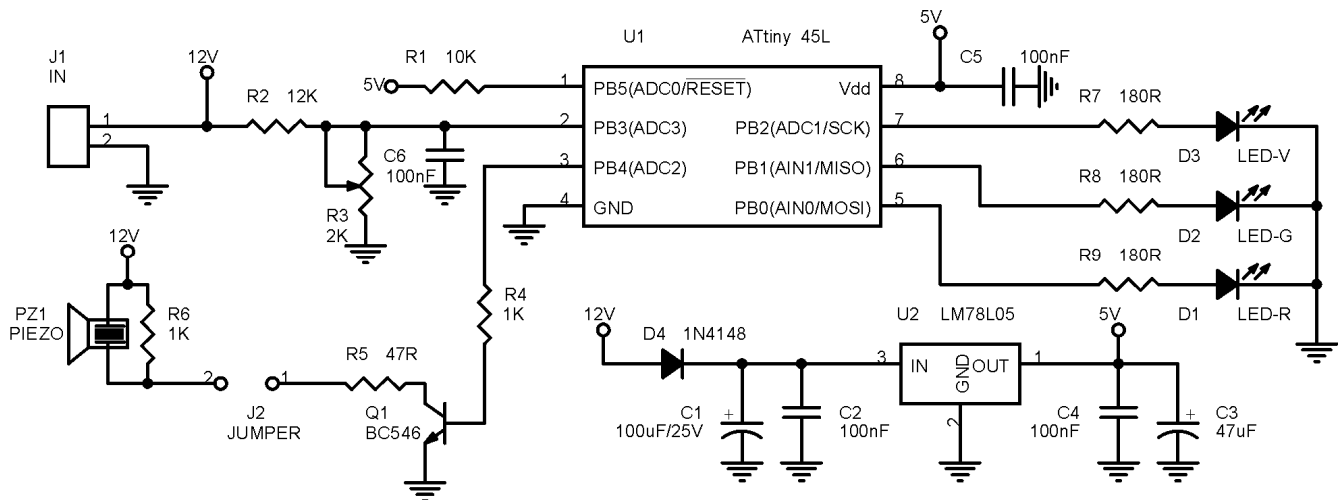 J1
IN
1
2
12V
R2 12K
5V
R1 10K
C6
100nF
R3
2K
U1 ATtiny 45L
1 PB5(ADC0/RESET)
2 PB3(ADC3)
3 PB4(ADC2)
4 GND
Vdd 8
PB2(ADC1/SCK) 7
PB1(AIN1/MISO) 6
PB0(AIN0/MOSI) 5
5V
C5 100nF
R7 180R
D3 LED-V
R8 180R
D2 LED-G
R9 180R
D1 LED-R
12V
PZ1
PIEZO
R6
1K
2
1
J2
JUMPER
R5 47R
Q1
BC546
R4
1K
12V
D4 1N4148
C1
+
100uF/25V
C2
100nF
U2 LM78L05
3 IN
GND
OUT 1
2
5V
C4
100nF
+
C3
47uF